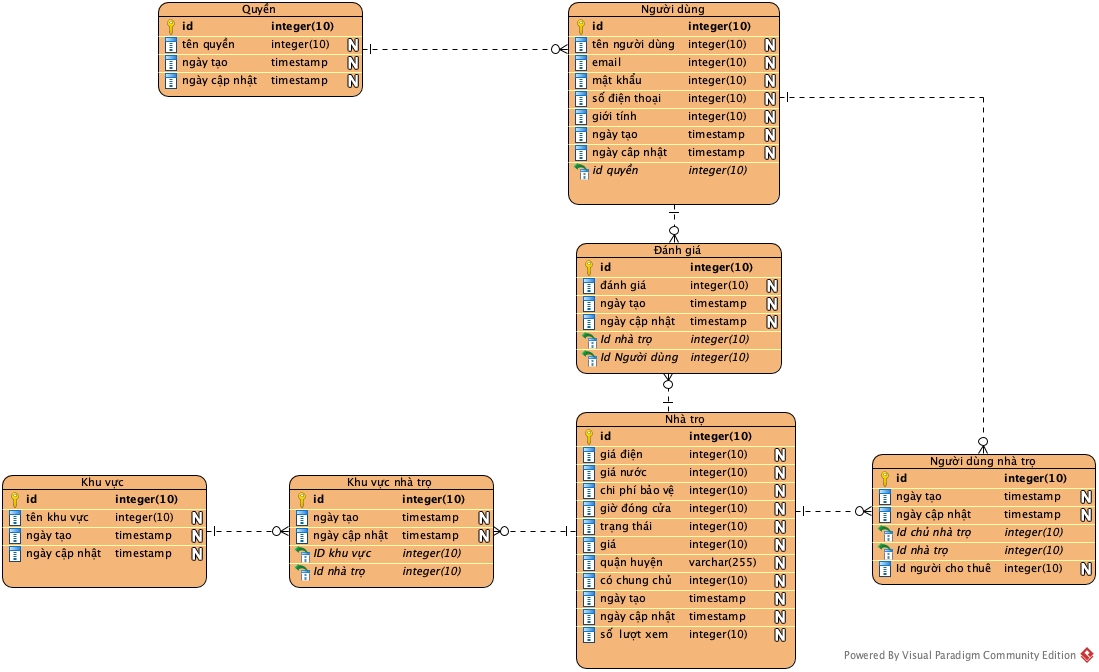 Quyền
id integer(10)
tên quyền integer(10) N
ngày tạo timestamp N
ngày cập nhật timestamp N
Người dùng
id integer(10)
tên người dùng integer(10) N
email integer(10) N
mật khẩu integer(10) N
số điện thoại integer(10) N
giới tính integer(10) N
ngày tạo timestamp N
ngày câp nhật timestamp N
id quyền integer(10)
Đánh giá
id integer(10)
đánh giá integer(10) N
ngày tạo timestamp N
ngày cập nhật timestamp N
Id nhà trọ integer(10)
Id Người dùng integer(10)
Nhà trọ
id integer(10)
giá điện integer(10) N
giá nước integer(10) N
chi phí bảo vệ integer(10) N
giờ đóng cửa integer(10) N
trạng thái integer(10) N
giá integer(10) N
quận huyện varchar(255) N
có chung chủ integer(10) N
ngày tạo timestamp N
ngày cập nhật timestamp N
số lượt xem integer(10) N
Khu vực
id integer(10)
tên khu vực integer(10) N
ngày tạo timestamp N
ngày cập nhật timestamp N
Khu vực nhà trọ
id integer(10)
ngày tạo timestamp N
ngày cập nhật timestamp N
ID khu vực integer(10)
Id nhà trọ integer(10)
Người dùng nhà trọ
id integer(10)
ngày tạo timestamp N
ngày cập nhật timestamp N
Id chủ nhà trọ integer(10)
Id nhà trọ integer(10)
Id người cho thuê integer(10) N
Powered By Visual Paradigm Community Edition